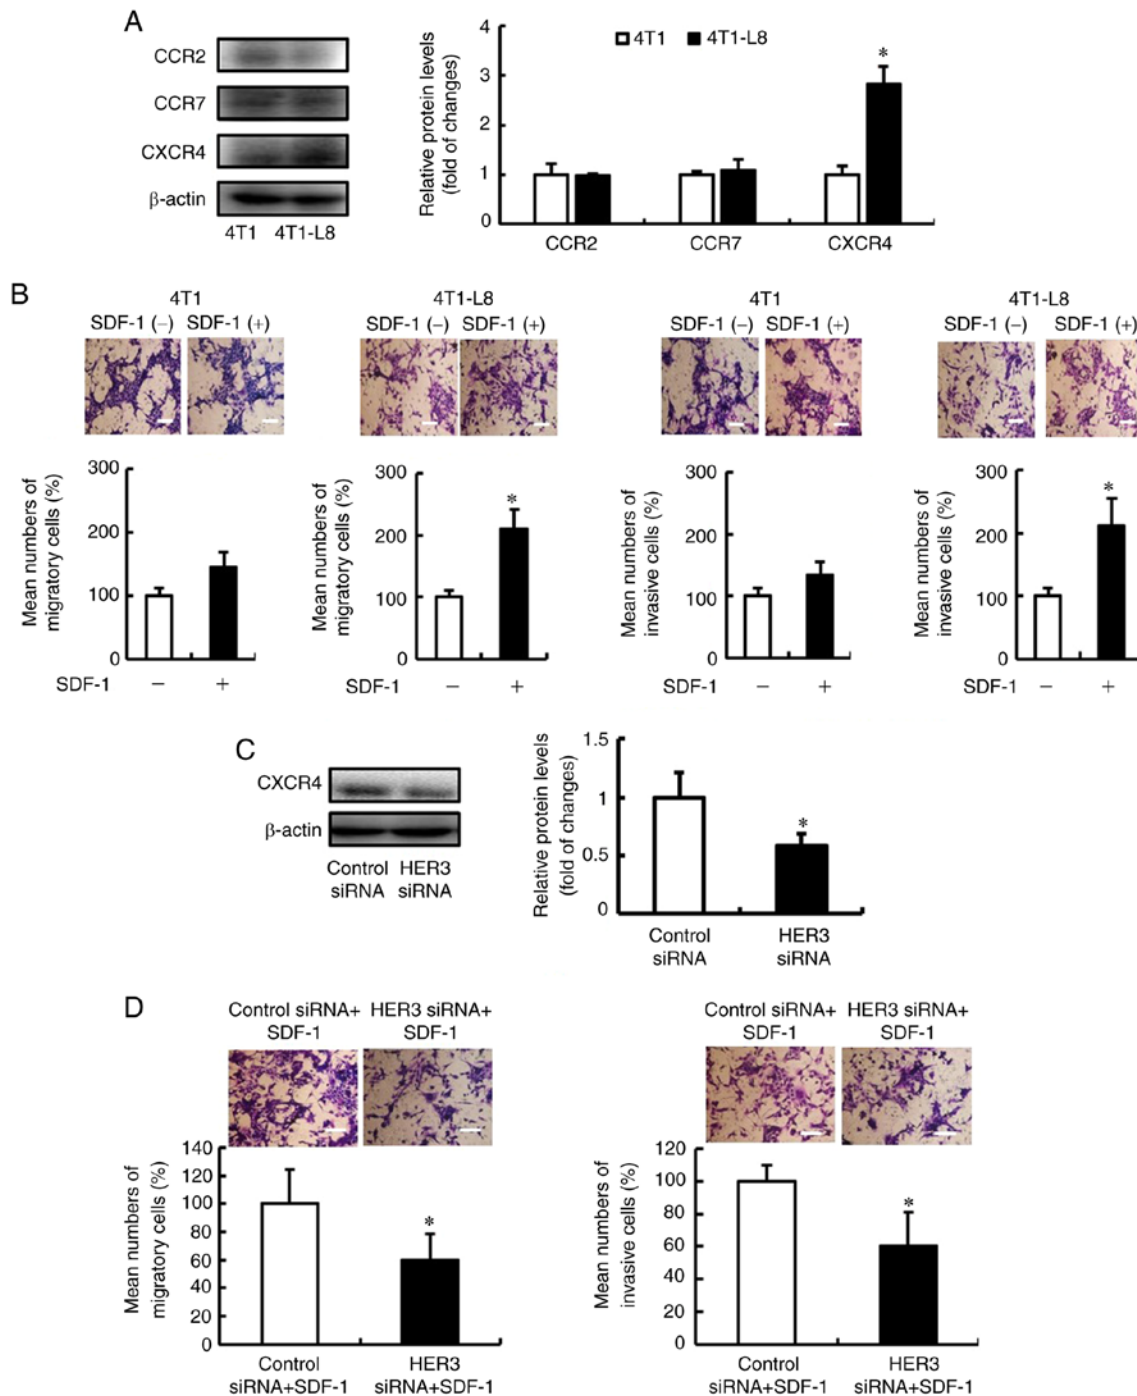 A
CCR2
CCR7
CXCR4
β-actin
4T1 4T1-L8
Relative protein levels
(fold of changes)
4
3
2
1
0
4T1 4T1-L8
*
CCR2 CCR7 CXCR4
B
4T1
SDF-1 (−) SDF-1 (+)
Mean numbers of
migratory cells (%)
300
200
100
0
SDF-1 − +
4T1-L8
SDF-1 (−) SDF-1 (+)
Mean numbers of
migratory cells (%)
300
200
100
0
*
SDF-1 − +
4T1
SDF-1 (−) SDF-1 (+)
Mean numbers of
invasive cells (%)
300
200
100
0
SDF-1 − +
4T1-L8
SDF-1 (−) SDF-1 (+)
Mean numbers of
invasive cells (%)
300
200
100
0
*
SDF-1 − +
C
CXCR4
β-actin
Control HER3
siRNA siRNA
Relative protein levels
(fold of changes)
1.5
1
0.5
0
*
Control HER3
siRNA siRNA
D
Control siRNA+ HER3 siRNA+
SDF-1 SDF-1
Mean numbers of
migratory cells (%)
140
120
100
80
60
40
20
0
*
Control HER3
siRNA+SDF-1 siRNA+SDF-1
Control siRNA+ HER3 siRNA+
SDF-1 SDF-1
Mean numbers of
invasive cells (%)
120
100
80
60
40
20
0
*
Control HER3
siRNA+SDF-1 siRNA+SDF-1